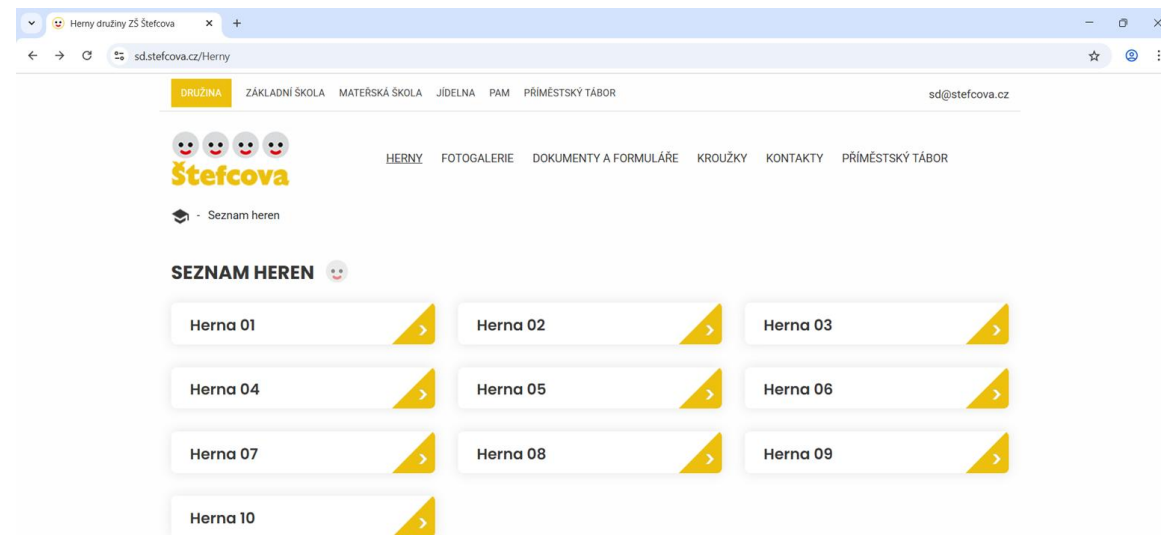 Herny družiny ZŠ Štefcova
sd.stefcova.cz/Herny
DRUŽINA ZÁKLADNÍ ŠKOLA MATEŘSKÁ ŠKOLA JÍDELNA PAM PŘÍMĚSTSKÝ TÁBOR sd@stefcova.cz
Štefcova
HERNY FOTOGALERIE DOKUMENTY A FORMULÁŘE KROUŽKY KONTAKTY PŘÍMĚSTSKÝ TÁBOR
- Seznam heren
SEZNAM HEREN
Herna 01 Herna 02 Herna 03
Herna 04 Herna 05 Herna 06
Herna 07 Herna 08 Herna 09
Herna 10